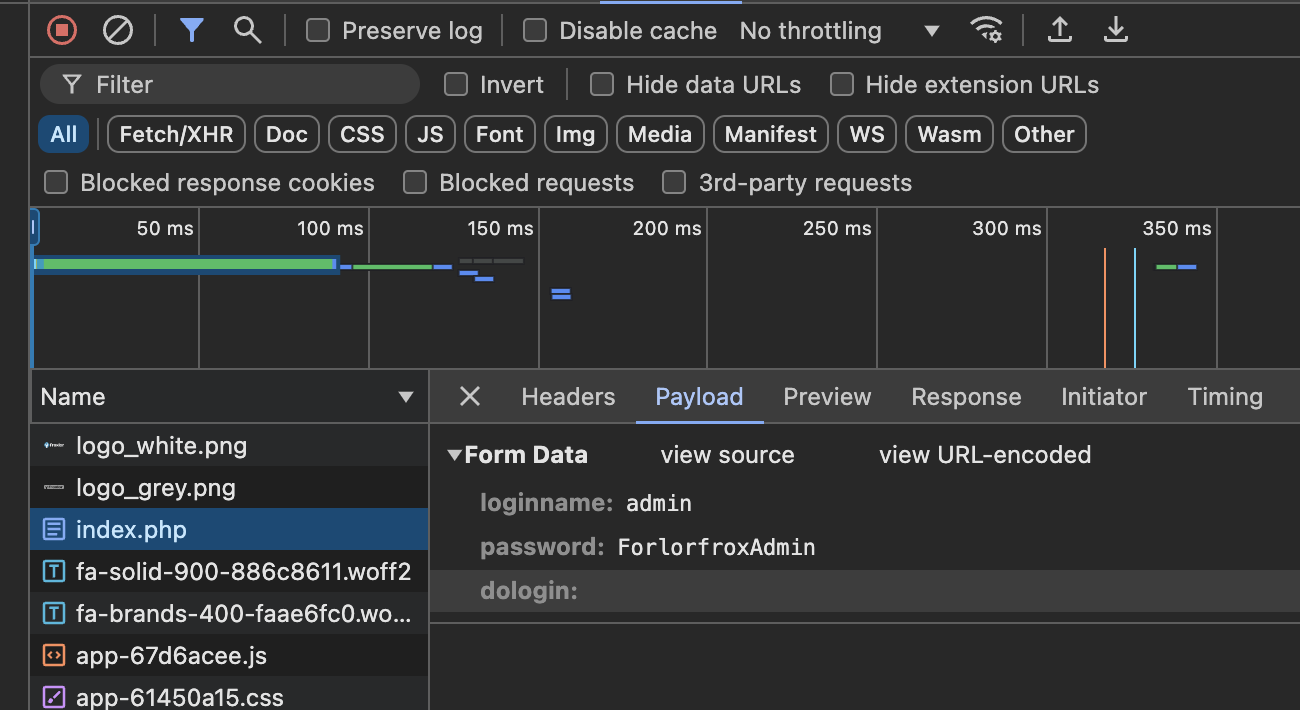 Preserve log Disable cache No throttling
Filter Invert Hide data URLs Hide extension URLs
All Fetch/XHR Doc CSS JS Font Img Media Manifest WS Wasm Other
Blocked response cookies Blocked requests 3rd-party requests
50 ms 100 ms 150 ms 200 ms 250 ms 300 ms 350 ms
Name Headers Payload Preview Response Initiator Timing
logo_white.png
Form Data view source view URL-encoded
logo_grey.png
loginname: admin
index.php
password: ForlorfroxAdmin
fa-solid-900-886c8611.woff2
dologin:
fa-brands-400-faae6fc0.wo...
app-67d6acee.js
app-61450a15.css